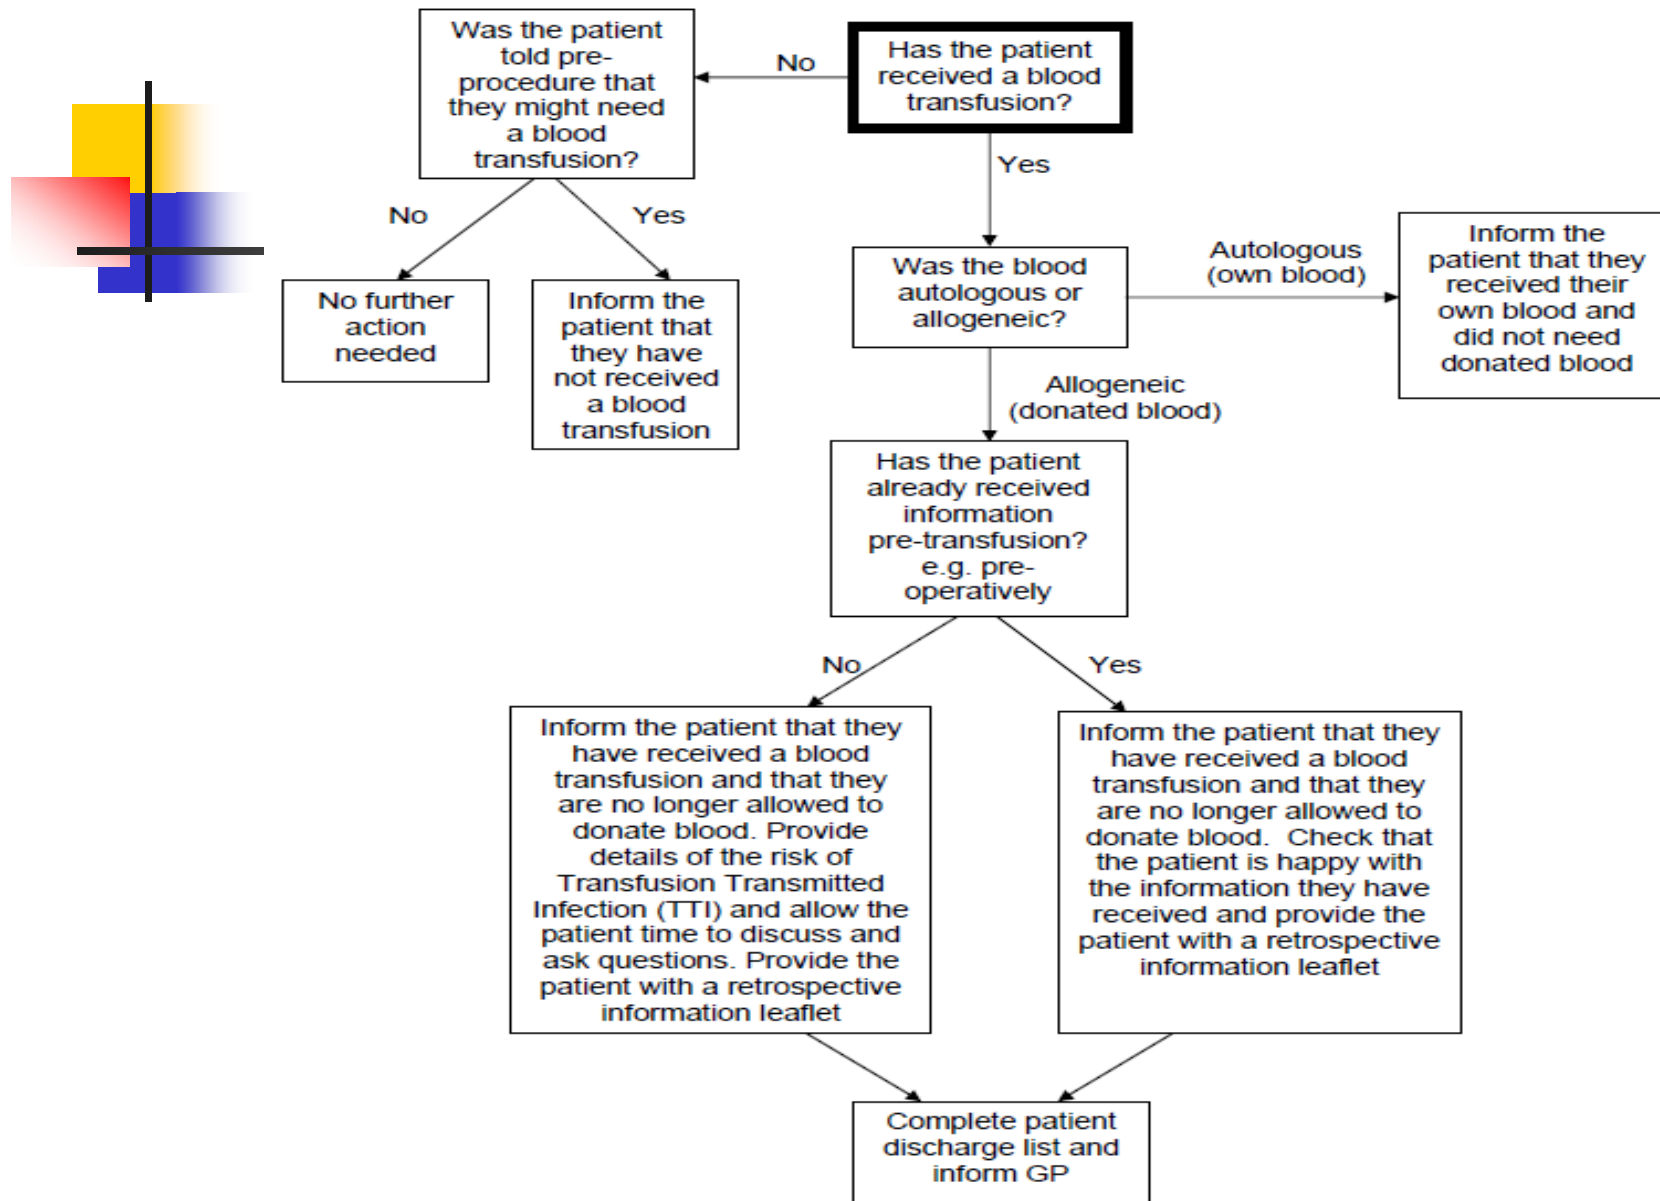 Was the patient
told pre-
procedure that
they might need
a blood
transfusion?
No
Has the patient
received a blood
transfusion?
Yes
No
Yes
No further
action
needed
Inform the
patient that
they have
not received
a blood
transfusion
Was the blood
autologous or
allogeneic?
Autologous
(own blood)
Inform the
patient that they
received their
own blood and
did not need
donated blood
Allogeneic
(donated blood)
Has the patient
already received
information
pre-transfusion?
e.g. pre-
operatively
No
Yes
Inform the patient that they
have received a blood
transfusion and that they
are no longer allowed to
donate blood. Provide
details of the risk of
Transfusion Transmitted
Infection (TTI) and allow the
patient time to discuss and
ask questions. Provide the
patient with a retrospective
information leaflet
Inform the patient that they
have received a blood
transfusion and that they
are no longer allowed to
donate blood.  Check that
the patient is happy with
the information they have
received and provide the
patient with a retrospective
information leaflet
Complete patient
discharge list and
inform GP